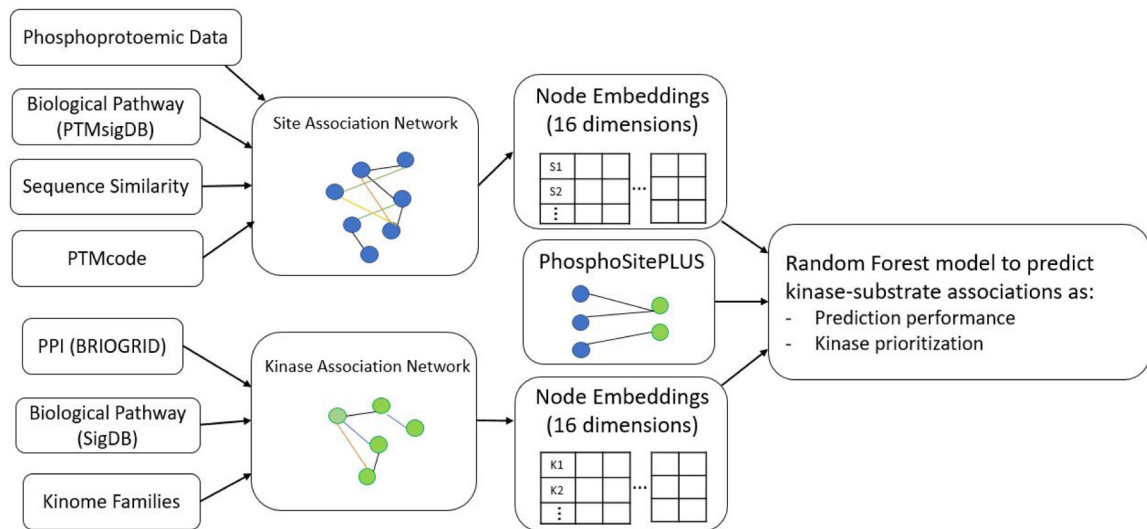 Phosphoprotoemic Data
Biological Pathway
(PTMsigDB)
Sequence Similarity
PTMcode
Site Association Network
Node Embeddings
(16 dimensions)
S1
S2
⋮
...
PhosphoSitePLUS
PPI (BRIOGRID)
Biological Pathway
(SigDB)
Kinome Families
Kinase Association Network
Node Embeddings
(16 dimensions)
K1
K2
⋮
...
Random Forest model to predict
kinase-substrate associations as:
- Prediction performance
- Kinase prioritization